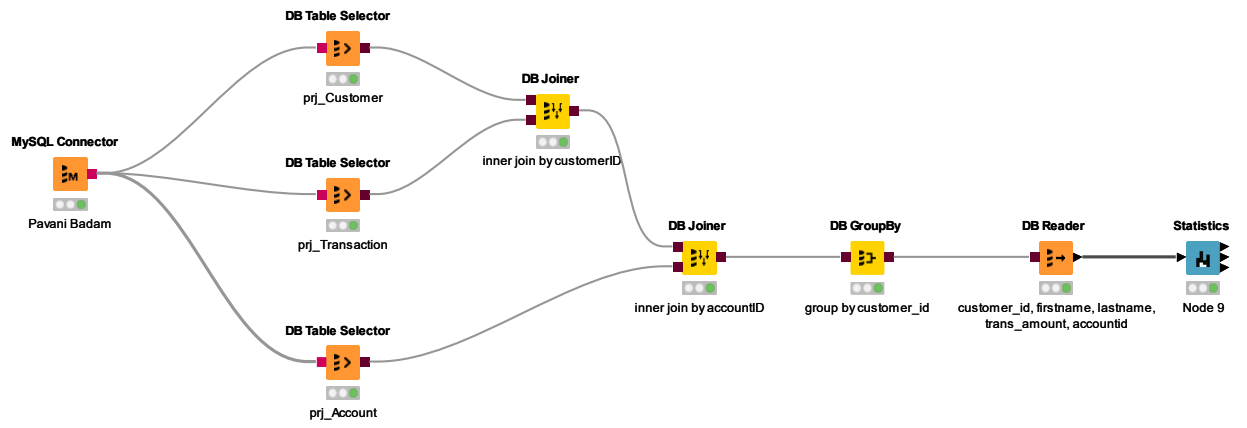 DB Table Selector
prj_Customer
DB Joiner
inner join by customerID
MySQL Connector
M
Pavani Badam
DB Table Selector
prj_Transaction
DB Joiner
inner join by accountID
DB GroupBy
group by customer_id
DB Reader
customer_id, firstname, lastname,
trans_amount, accountid
Statistics
Node 9
DB Table Selector
prj_Account